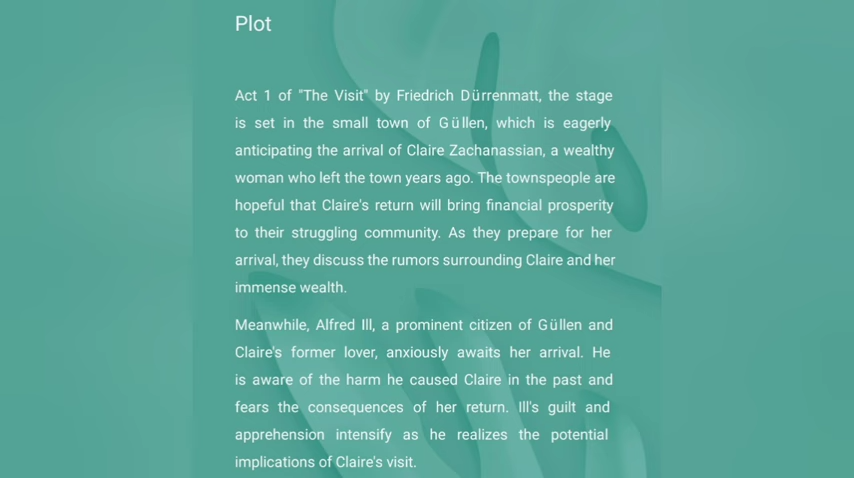 Plot
Act 1 of "The Visit" by Friedrich Dürrenmatt, the stage
is set in the small town of Güllen, which is eagerly
anticipating the arrival of Claire Zachanassian, a wealthy
woman who left the town years ago. The townspeople are
hopeful that Claire's return will bring financial prosperity
to their struggling community. As they prepare for her
arrival, they discuss the rumors surrounding Claire and her
immense wealth.
Meanwhile, Alfred Ill, a prominent citizen of Güllen and
Claire's former lover, anxiously awaits her arrival. He
is aware of the harm he caused Claire in the past and
fears the consequences of her return. Ill's guilt and
apprehension intensify as he realizes the potential
implications of Claire's visit.